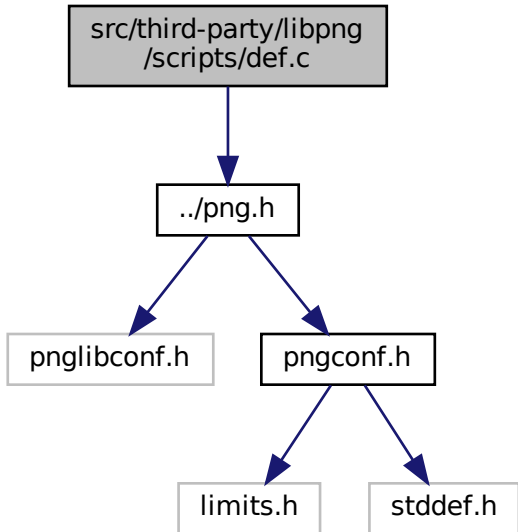 src/third-party/libpng
/scripts/def.c
../png.h
pnglibconf.h
pngconf.h
limits.h
stddef.h